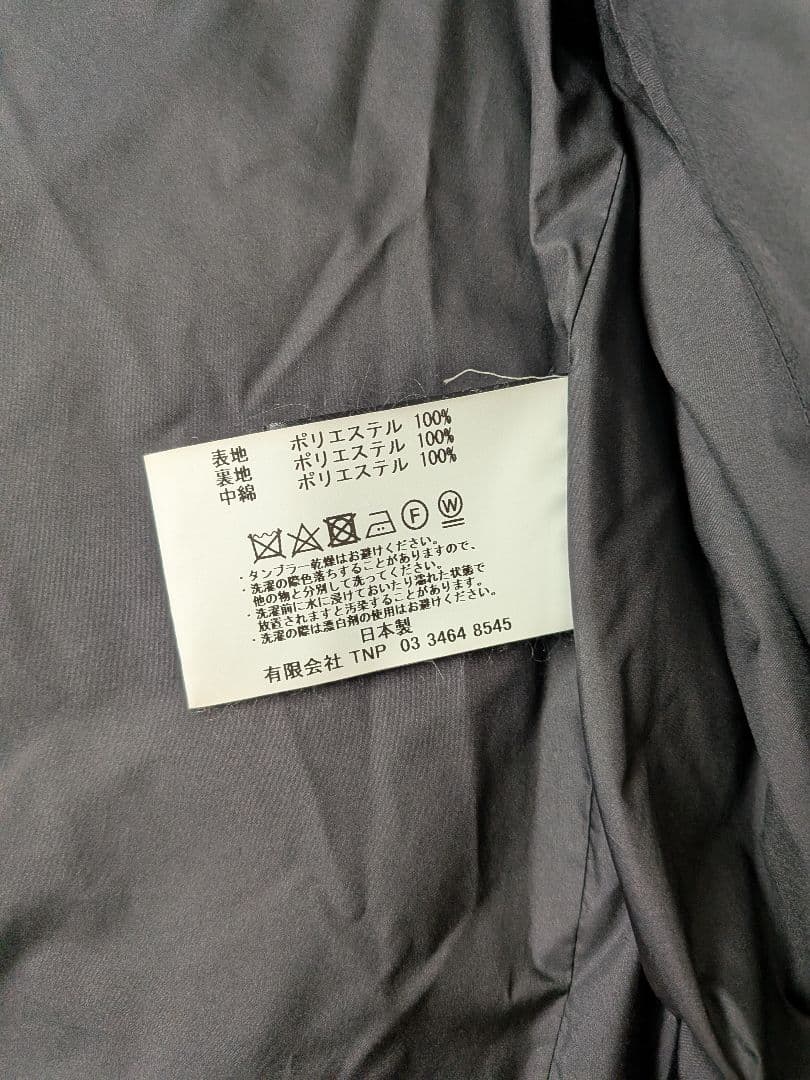 表地 ポリエステル 100%
裏地 ポリエステル 100%
中綿 ポリエステル 100%
F W
・タンブラー乾燥はお避けください。
・洗濯の際色落ちすることがありますので、
他の物と分別して洗ってください。
・洗濯前に水に浸けておいたり濡れた状態で
放置されますと汚染することがあります。
・洗濯の際は漂白剤の使用はお避けください。
日本製
有限会社 TNP 03 3464 8545